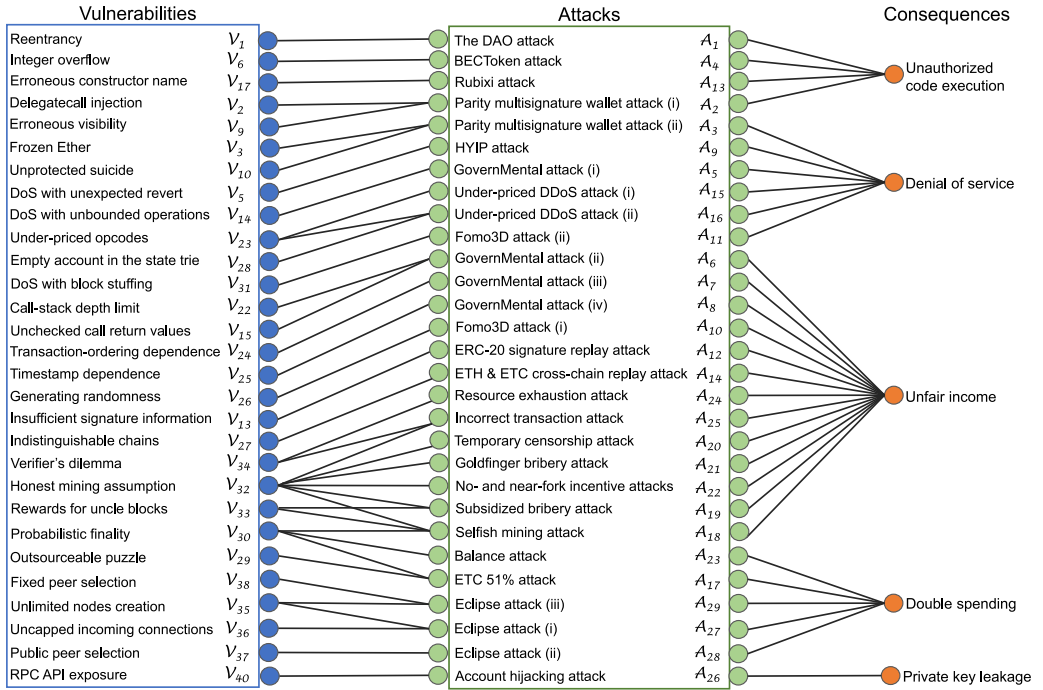 Vulnerabilities Attacks Consequences
Reentrancy 𝒱1 The DAO attack 𝒜1
Integer overflow 𝒱6 BECToken attack 𝒜4
Unauthorized
code execution
Erroneous constructor name 𝒱17 Rubixi attack 𝒜13
Delegatecall injection 𝒱2 Parity multisignature wallet attack (i) 𝒜2
Erroneous visibility 𝒱9 Parity multisignature wallet attack (ii) 𝒜3
Frozen Ether 𝒱3 HYIP attack 𝒜9
Unprotected suicide 𝒱10 GovernMental attack (i) 𝒜5
Denial of service
DoS with unexpected revert 𝒱5 Under-priced DDoS attack (i) 𝒜15
DoS with unbounded operations 𝒱14 Under-priced DDoS attack (ii) 𝒜16
Under-priced opcodes 𝒱23 Fomo3D attack (ii) 𝒜11
Empty account in the state trie 𝒱28 GovernMental attack (ii) 𝒜6
DoS with block stuffing 𝒱31 GovernMental attack (iii) 𝒜7
Call-stack depth limit 𝒱22 GovernMental attack (iv) 𝒜8
Unchecked call return values 𝒱15 Fomo3D attack (i) 𝒜10
Transaction-ordering dependence 𝒱24 ERC-20 signature replay attack 𝒜12
Timestamp dependence 𝒱25 ETH & ETC cross-chain replay attack 𝒜14
Generating randomness 𝒱26 Resource exhaustion attack 𝒜24 Unfair income
Insufficient signature information 𝒱13 Incorrect transaction attack 𝒜25
Indistinguishable chains 𝒱27 Temporary censorship attack 𝒜20
Verifier's dilemma 𝒱34 Goldfinger bribery attack 𝒜21
Honest mining assumption 𝒱32 No- and near-fork incentive attacks 𝒜22
Rewards for uncle blocks 𝒱33 Subsidized bribery attack 𝒜19
Probabilistic finality 𝒱30 Selfish mining attack 𝒜18
Outsourceable puzzle 𝒱29 Balance attack 𝒜23
Fixed peer selection 𝒱38 ETC 51% attack 𝒜17
Unlimited nodes creation 𝒱35 Eclipse attack (iii) 𝒜29 Double spending
Uncapped incoming connections 𝒱36 Eclipse attack (i) 𝒜27
Public peer selection 𝒱37 Eclipse attack (ii) 𝒜28
RPC API exposure 𝒱40 Account hijacking attack 𝒜26 Private key leakage